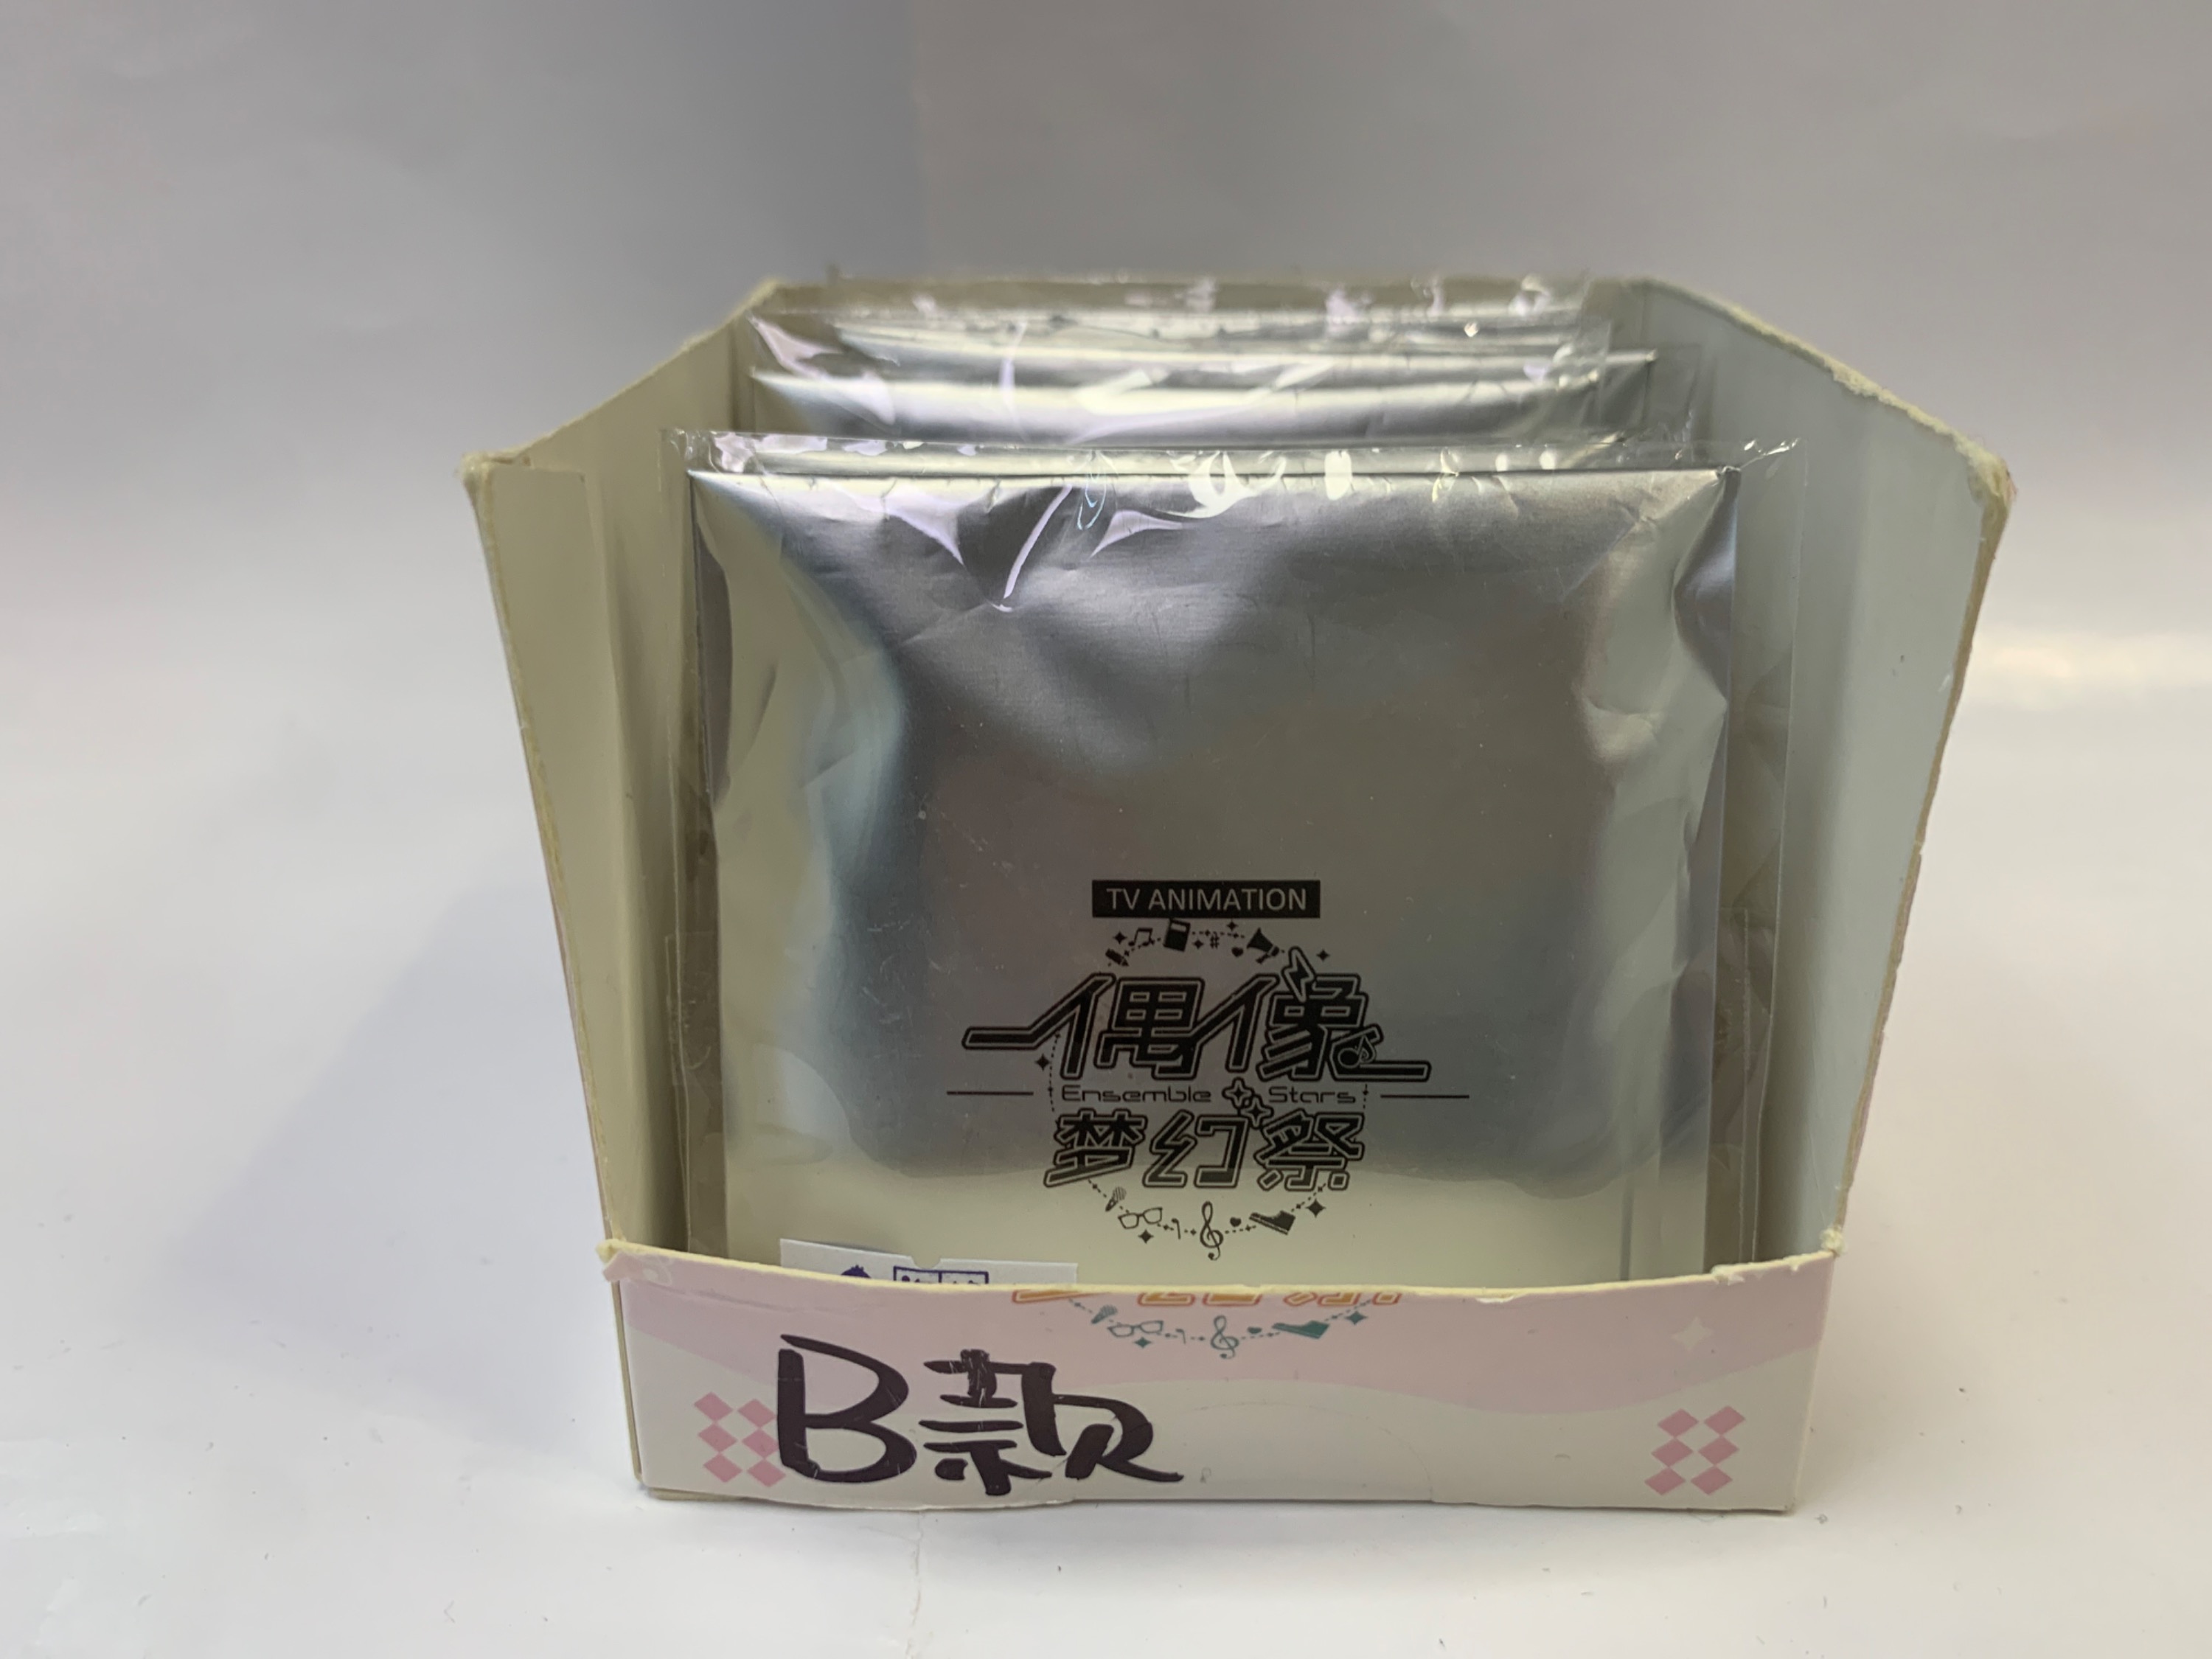 TV ANIMATION
偶像
Ensemble Stars
梦幻祭
B款